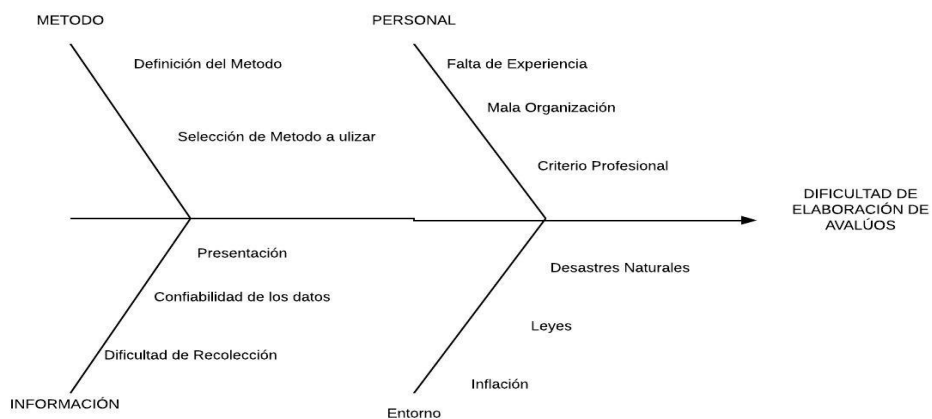 METODO
PERSONAL
Definición del Metodo
Falta de Experiencia
Mala Organización
Selección de Metodo a ulizar
Criterio Profesional
DIFICULTAD DE
ELABORACIÓN DE
AVALÚOS
Presentación
Desastres Naturales
Confiabilidad de los datos
Leyes
Dificultad de Recolección
Inflación
INFORMACIÓN
Entorno